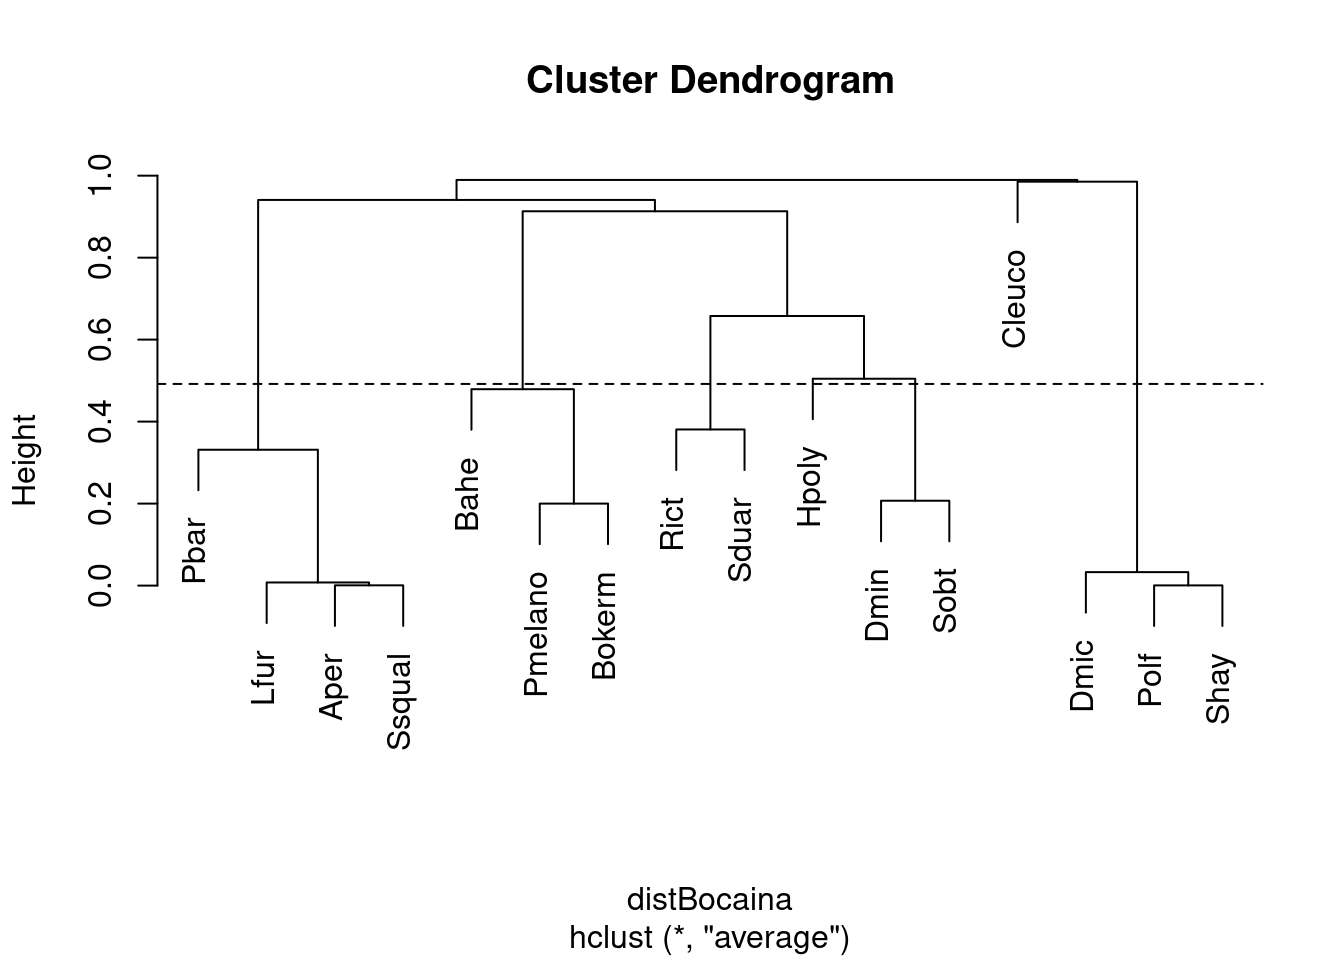 Cluster Dendrogram
Height
1.0
0.8
0.6
0.4
0.2
0.0
Pbar
Lfur
Aper
Ssqual
Bahe
Pmelano
Bokerm
Rict
Sduar
Hpoly
Dmin
Sobt
Cleuco
Dmic
Polf
Shay
distBocaina
hclust (*, "average")